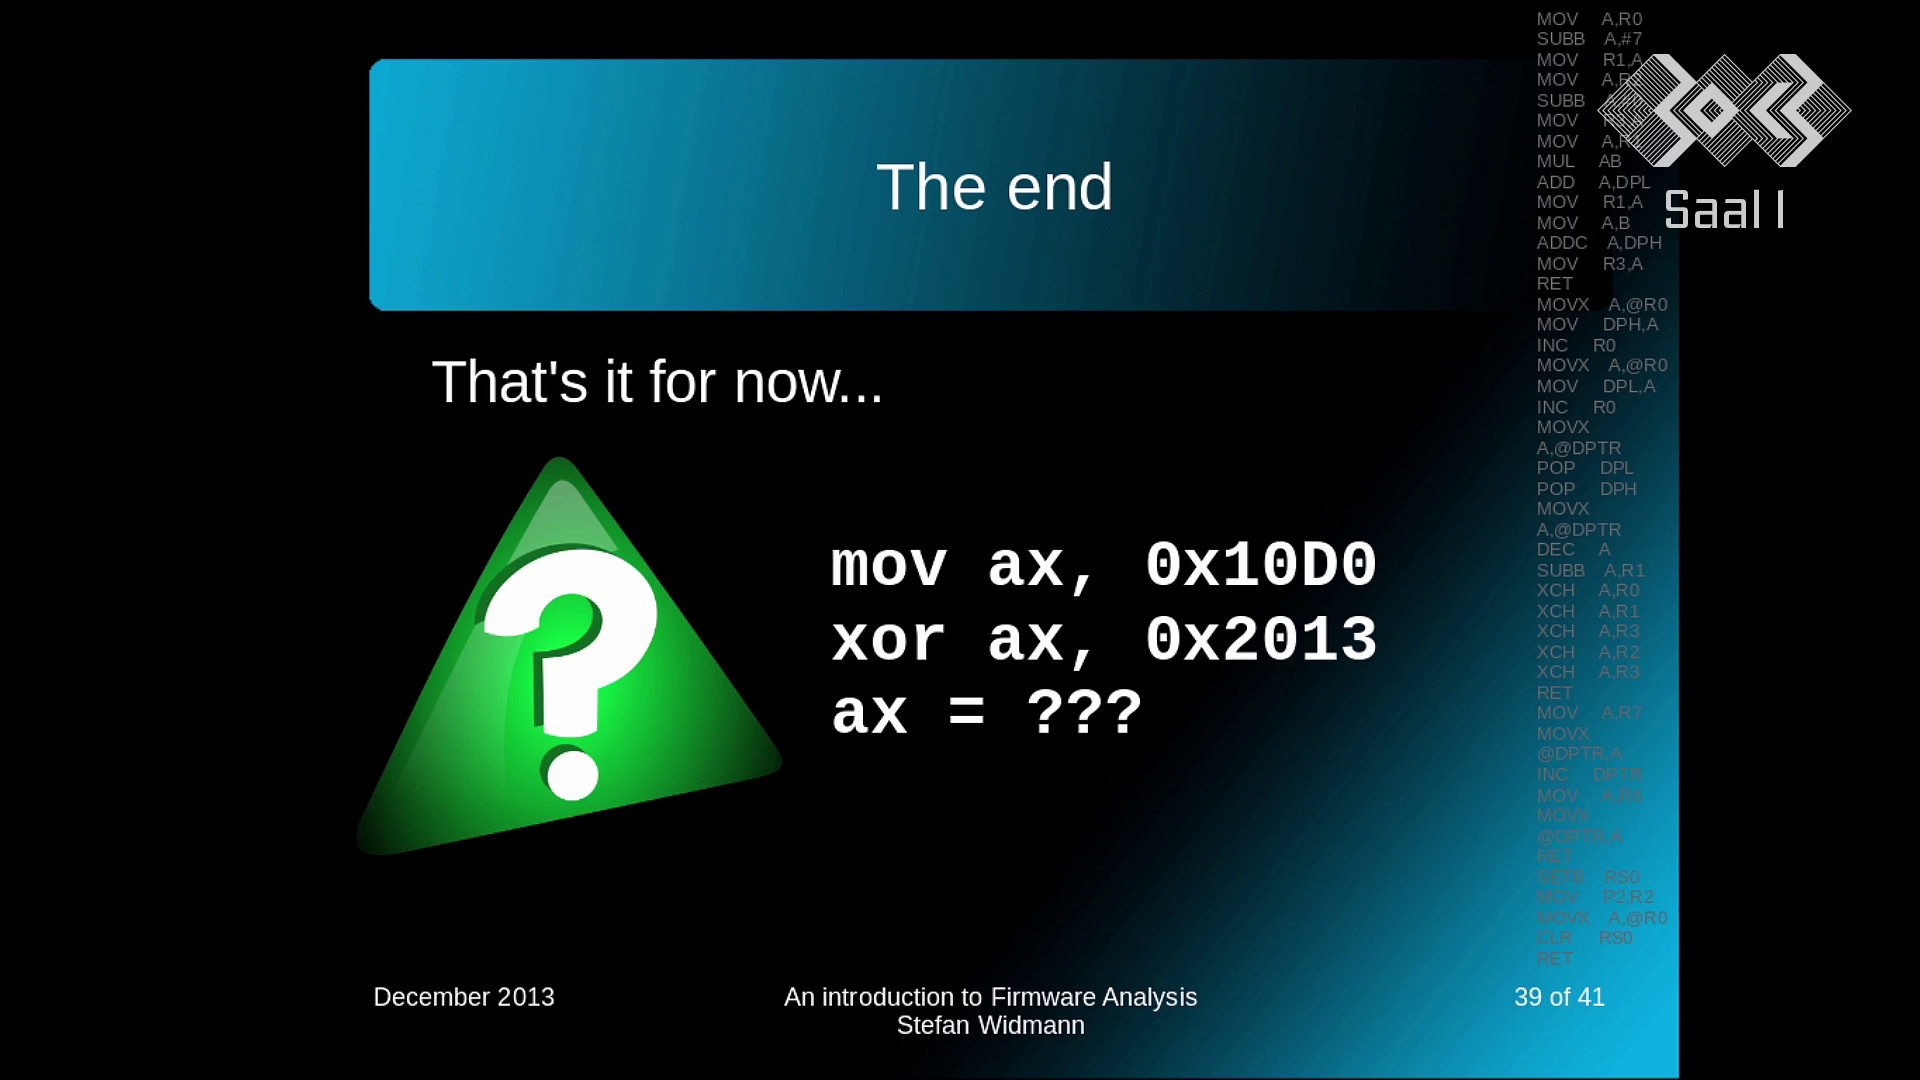 The end
That's it for now...
mov ax, 0x10D0
xor ax, 0x2013
ax = ???
December 2013
An introduction to Firmware Analysis
Stefan Widmann
39 of 41
Saal 1
MOV A,R0
SUBB A,#7
MOV R1,A
MOV
SUBB
MOV
MOV
MUL AB
ADD A,DPL
MOV R1,A
MOV A,B
ADDC A,DPH
MOV R3,A
RET
MOVX A,@R0
MOV DPH,A
INC R0
MOVX A,@R0
MOV DPL,A
INC R0
MOVX
A,@DPTR
POP DPL
POP DPH
MOVX
A,@DPTR
DEC A
SUBB A,R1
XCH A,R0
XCH A,R1
XCH A,R3
XCH A,R2
XCH A,R3
RET
MOV A,R7
MOVX
@DPTR,A
INC DPTR
MOV A,R6
MOVX
@DPTR,A
RET
SETB RS0
MOV P2,R2
MOVX A,@R0
CLR RS0
RET